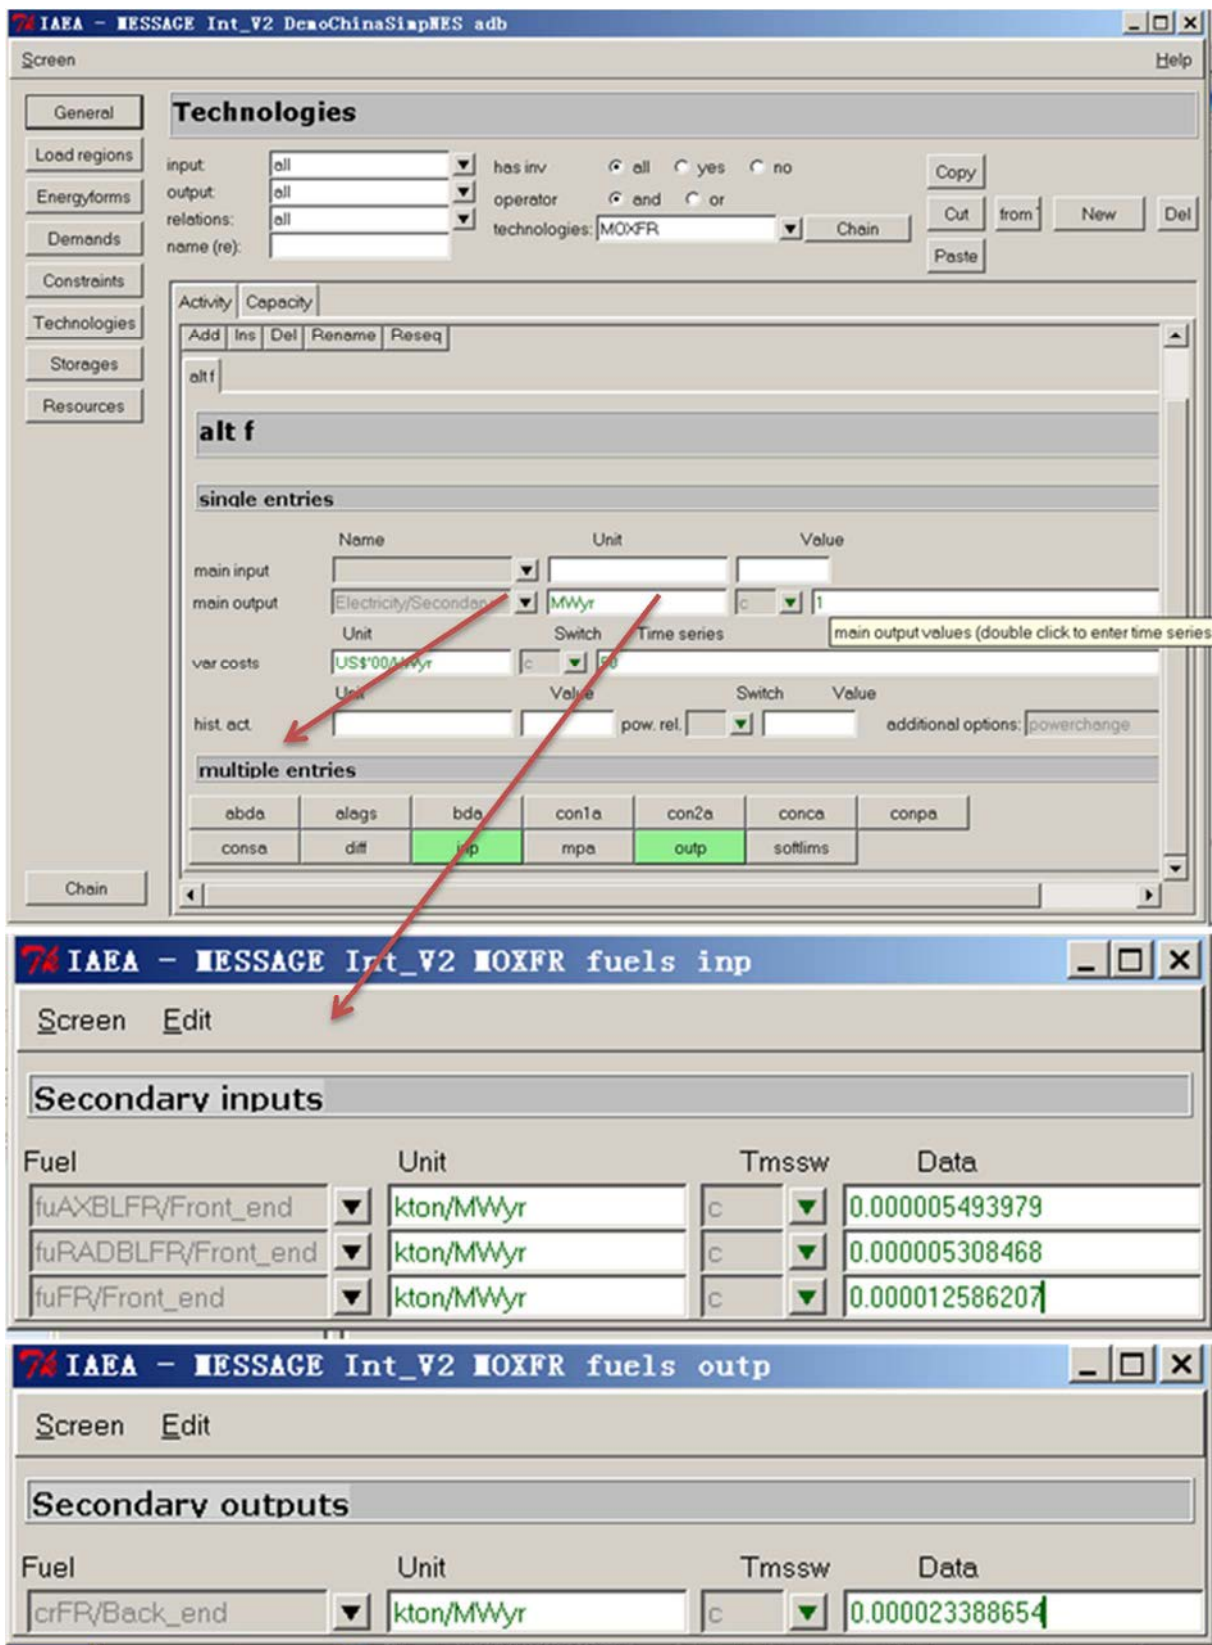 IAEA - MESSAGE Int_V2 DemoChinaSimpNES adb
Screen Help
General
Load regions
Energyforms
Demands
Constraints
Technologies
Storages
Resources
Chain
Technologies
input: all has inv all yes no Copy
output: all operator and or Cut from New Del
relations: all technologies: MOXFR Chain
name (re): Paste
Activity Capacity
Add Ins Del Rename Reseq
alt f
alt f
single entries
Name Unit Value
main input
main output Electricity/Secondary MWyr c 1
main output values (double click to enter time series
Unit Switch Time series
var costs US$'00/MWyr c 50
Unit Value Switch Value
hist. act. pow. rel. additional options: powerchange
multiple entries
abda alags bda con1a con2a conca conpa
consa diff inp mpa outp softlims
IAEA - MESSAGE Int_V2 MOXFR fuels inp
Screen Edit
Secondary inputs
Fuel Unit Tmssw Data
fuAXBLFR/Front_end kton/MWyr c 0.000005493979
fuRADBLFR/Front_end kton/MWyr c 0.000005308468
fuFR/Front_end kton/MWyr c 0.000012586207
IAEA - MESSAGE Int_V2 MOXFR fuels outp
Screen Edit
Secondary outputs
Fuel Unit Tmssw Data
crFR/Back_end kton/MWyr c 0.000023388654